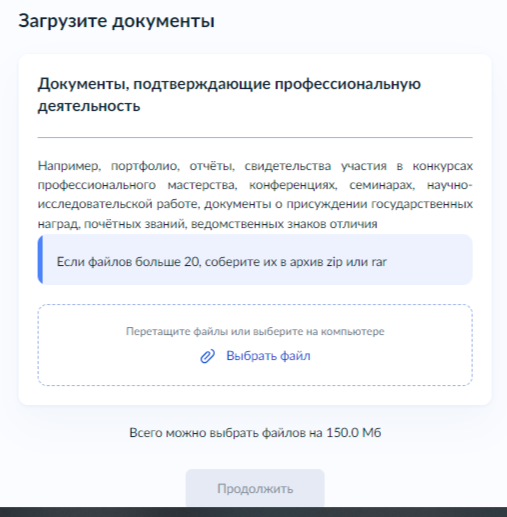 Загрузите документы
Документы, подтверждающие профессиональную
деятельность
Например, портфолио, отчёты, свидетельства участия в конкурсах
профессионального мастерства, конференциях, семинарах, научно-
исследовательской работе, документы о присуждении государственных
наград, почётных званий, ведомственных знаков отличия
Если файлов больше 20, соберите их в архив zip или rar
Перетащите файлы или выберите на компьютере
Выбрать файл
Всего можно выбрать файлов на 150.0 Мб
Продолжить